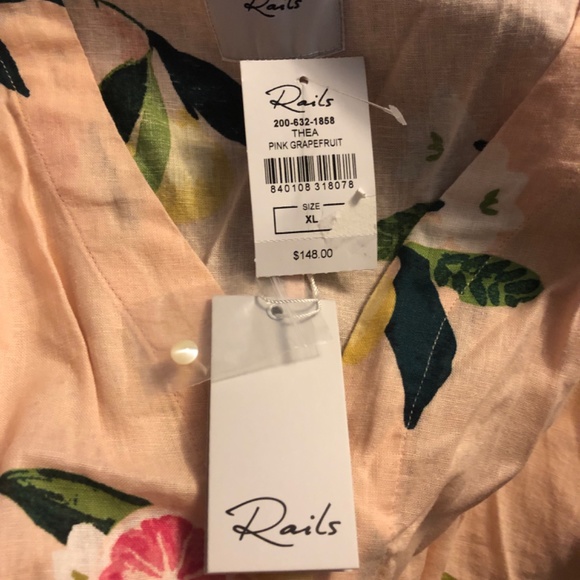 Rails
Rails
200-632-1858
THEA
PINK GRAPEFRUIT
840108 318078
SIZE
XL
$148.00
Rails